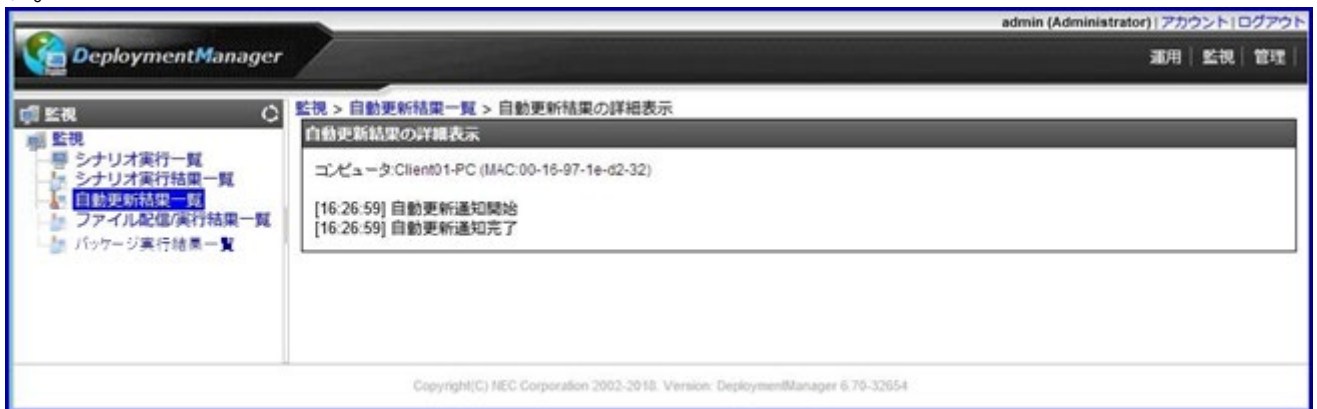 admin (Administrator) | アカウント | ログアウト
DeploymentManager
運用 | 監視 | 管理 |
監視
監視
シナリオ実行一覧
シナリオ実行結果一覧
自動更新結果一覧
ファイル配信/実行結果一覧
パッケージ実行結果一覧
監視 > 自動更新結果一覧 > 自動更新結果の詳細表示
自動更新結果の詳細表示
コンピュータ:Client01-PC (MAC:00-16-97-1e-d2-32)
[16:26:59] 自動更新通知開始
[16:26:59] 自動更新通知完了
Copyright(C) NEC Corporation 2002-2018. Version: DeploymentManager 6.70-32654